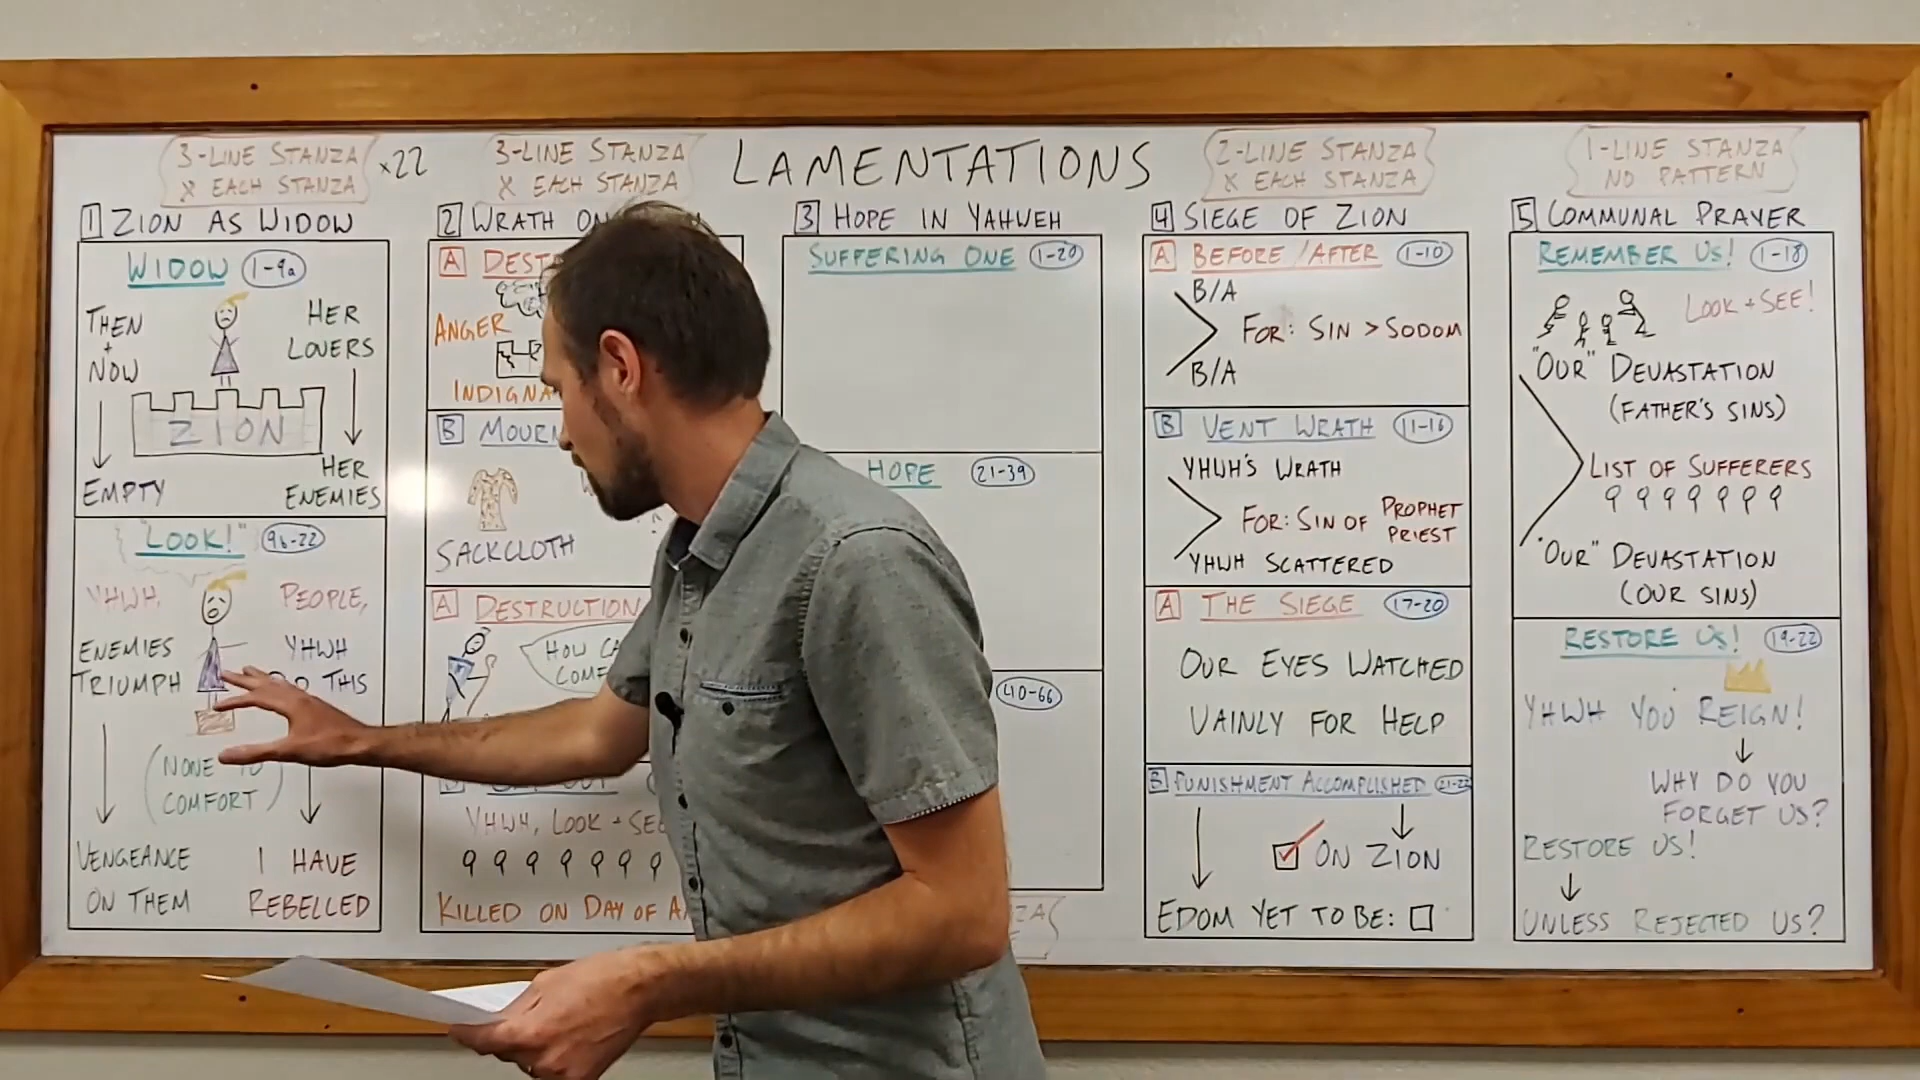 LAMENTATIONS
3-LINE STANZA
X EACH STANZA
×22
1 ZION AS WIDOW
WIDOW 1-9a
THEN
+
NOW
EMPTY
HER
LOVERS
HER
ENEMIES
ZION
"LOOK!" 9b-22
YHWH,
ENEMIES
TRIUMPH
VENGEANCE
ON THEM
PEOPLE,
YHWH
THIS
I HAVE
REBELLED
(NONE TO
COMFORT)
3-LINE STANZA
X EACH STANZA
2 WRATH ON
A
ANGER
B
SACKCLOTH
A DESTRUCTION
HOW
YHWH, LOOK + SEE
KILLED ON DAY OF
3 HOPE IN YAHWEH
SUFFERING ONE 1-20
HOPE 21-39
40-66
2-LINE STANZA
X EACH STANZA
4 SIEGE OF ZION
A BEFORE/AFTER 1-10
B/A
FOR: SIN > SODOM
B/A
B VENT WRATH 11-16
YHWH'S WRATH
FOR: SIN OF PROPHET
PRIEST
YHWH SCATTERED
A THE SIEGE 17-20
OUR EYES WATCHED
VAINLY FOR HELP
B PUNISHMENT ACCOMPLISHED 21-22
ON ZION
EDOM YET TO BE:
1-LINE STANZA
NO PATTERN
5 COMMUNAL PRAYER
REMEMBER US! 1-18
LOOK + SEE!
"OUR" DEVASTATION
(FATHER'S SINS)
LIST OF SUFFERERS
"OUR" DEVASTATION
(OUR SINS)
RESTORE US! 19-22
YHWH YOU REIGN!
WHY DO YOU
FORGET US?
RESTORE US!
UNLESS REJECTED US?